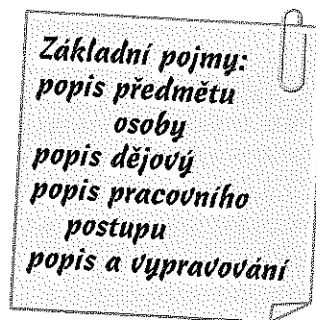 Základní pojmy:
popis předmětu
osoby
popis dějový
popis pracovního
postupu
popis a vypravování